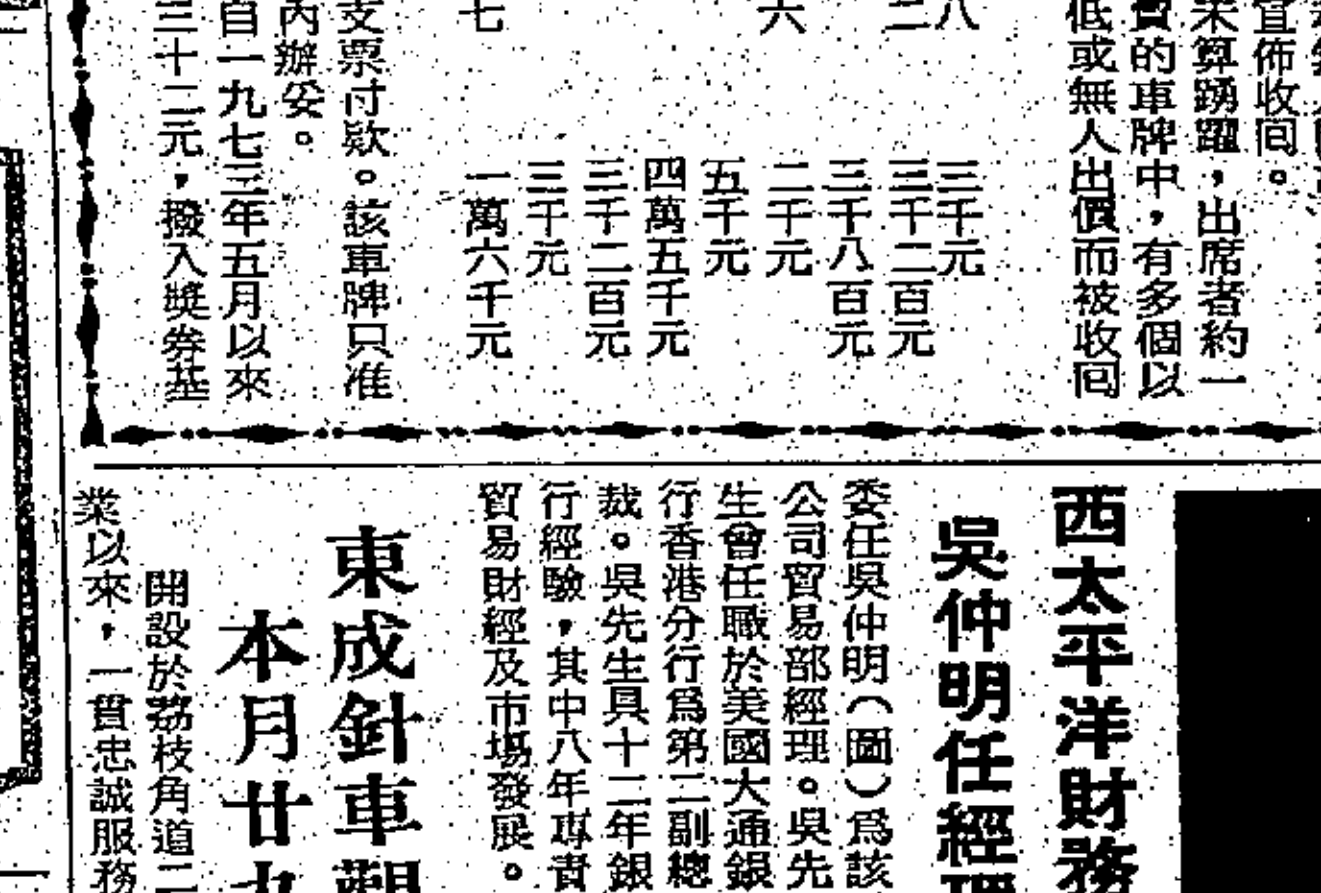 宣佈收囘。
未算踴躍，出席者約一
的車牌中，有多個以
低或無人出價而被收囘
八
二
六
七
三千元
三千二百元
三千八百元
二千元
五千元
四萬五千元
三千二百元
三千元
一萬六千元
支票付欵。該車牌只准
內辦妥。
自一九七三年五月以來
三十二元，撥入奬券基
西太平洋財務
吳仲明任經理
委任吳仲明（圖）爲該
公司貿易部經理。吳先
生曾任職於美國大通銀
行香港分行爲第二副總
裁。吳先生具十二年銀
行經驗，其中八年專責
貿易財經及市場發展。
東成針車
本月廿
開設於荔枝角道二
業以來，一貫忠誠服務